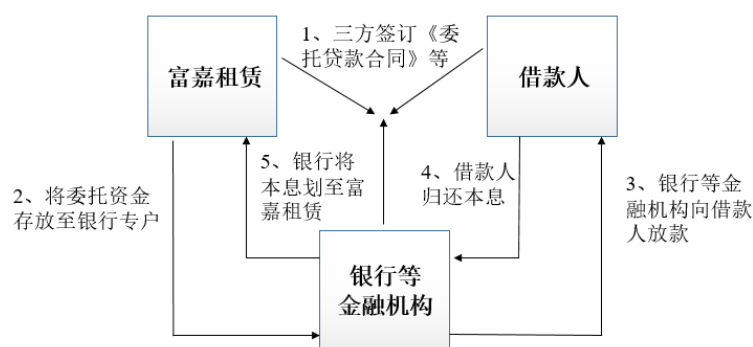 1、三方签订《委
托贷款合同》等
富嘉租赁
借款人
2、将委托资金
存放至银行专户
5、银行将
本息划至富
嘉租赁
4、借款人
归还本息
3、银行等金
融机构向借款
人放款
银行等
金融机构